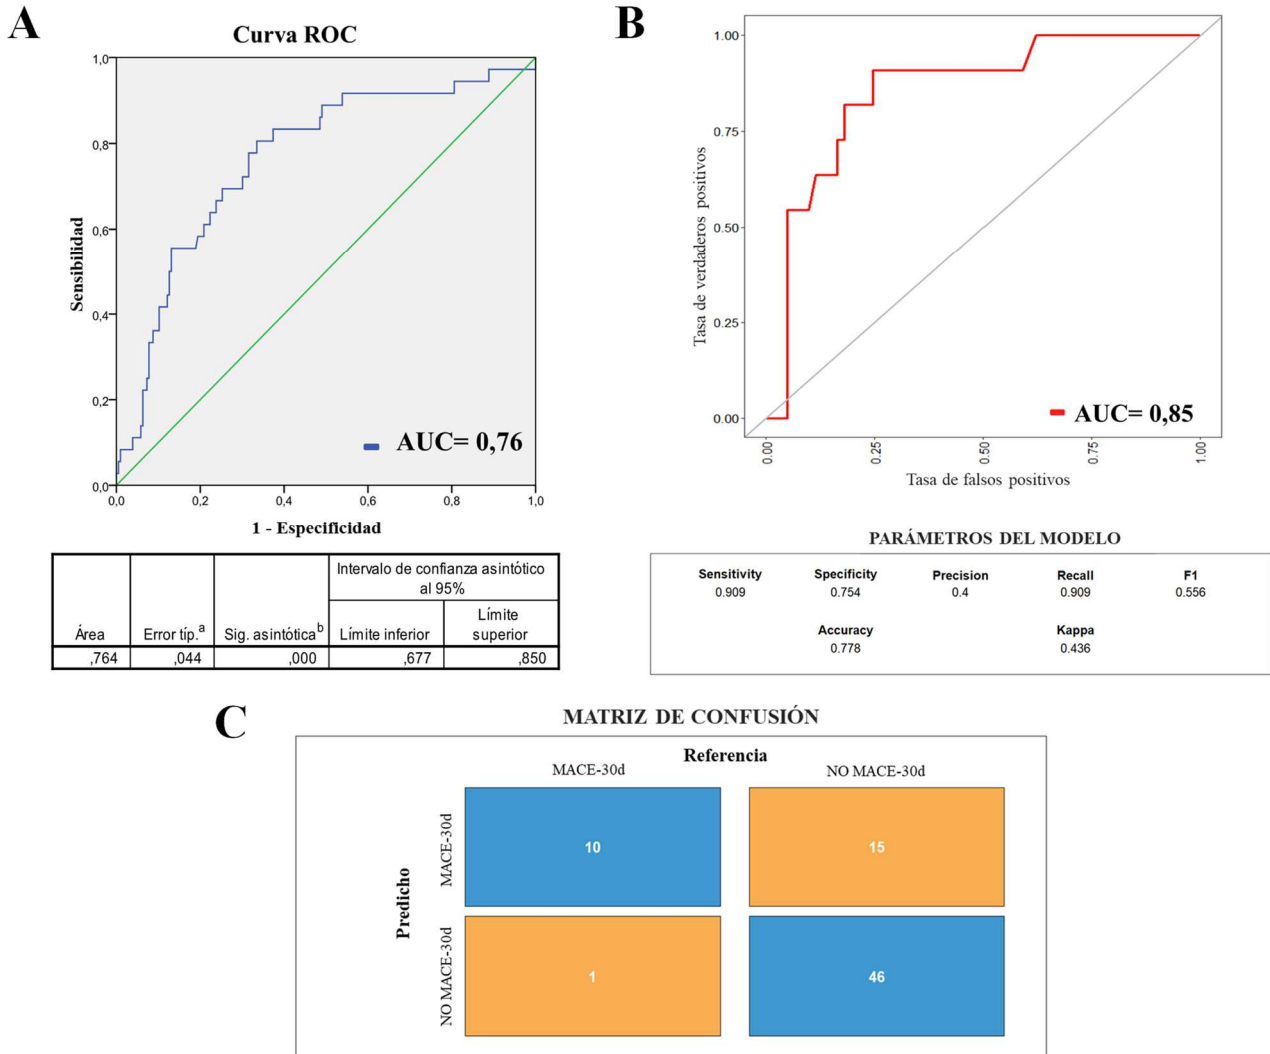 A
Curva ROC
1,0
0,8
0,6
0,4
0,2
0,0
Sensibilidad
0,0 0,2 0,4 0,6 0,8 1,0
1 - Especificidad
AUC= 0,76
Intervalo de confianza asintótico
al 95%
Área Error típ.a Sig. asintótica b Límite inferior Límite
superior
,764 ,044 ,000 ,677 ,850
B
1.00
0.75
0.50
0.25
0.00
Tasa de verdaderos positivos
AUC= 0,85
0.00 0.25 0.50 0.75 1.00
Tasa de falsos positivos
PARÁMETROS DEL MODELO
Sensitivity Specificity Precision Recall F1
0.909 0.754 0.4 0.909 0.556
Accuracy Kappa
0.778 0.436
C
MATRIZ DE CONFUSIÓN
Referencia
MACE-30d NO MACE-30d
Predicho
MACE-30d
10 15
NO MACE-30d
1 46